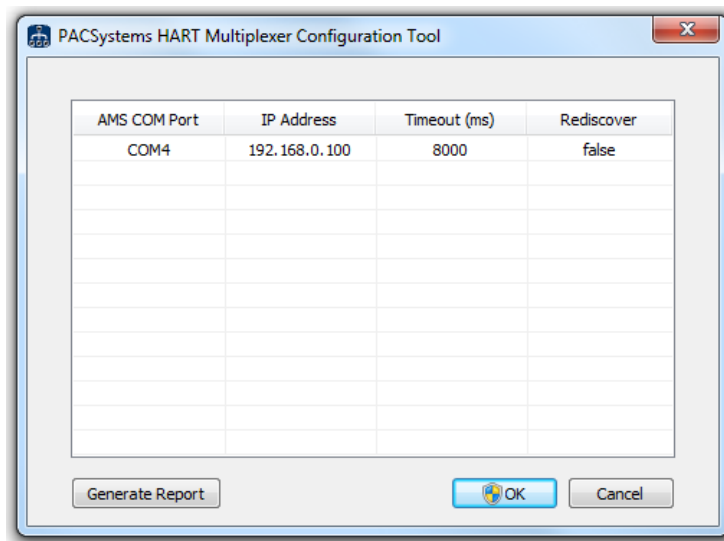 PACSystems HART Multiplexer Configuration Tool
AMS COM Port IP Address Timeout (ms) Rediscover
COM4 192.168.0.100 8000 false
Generate Report OK Cancel